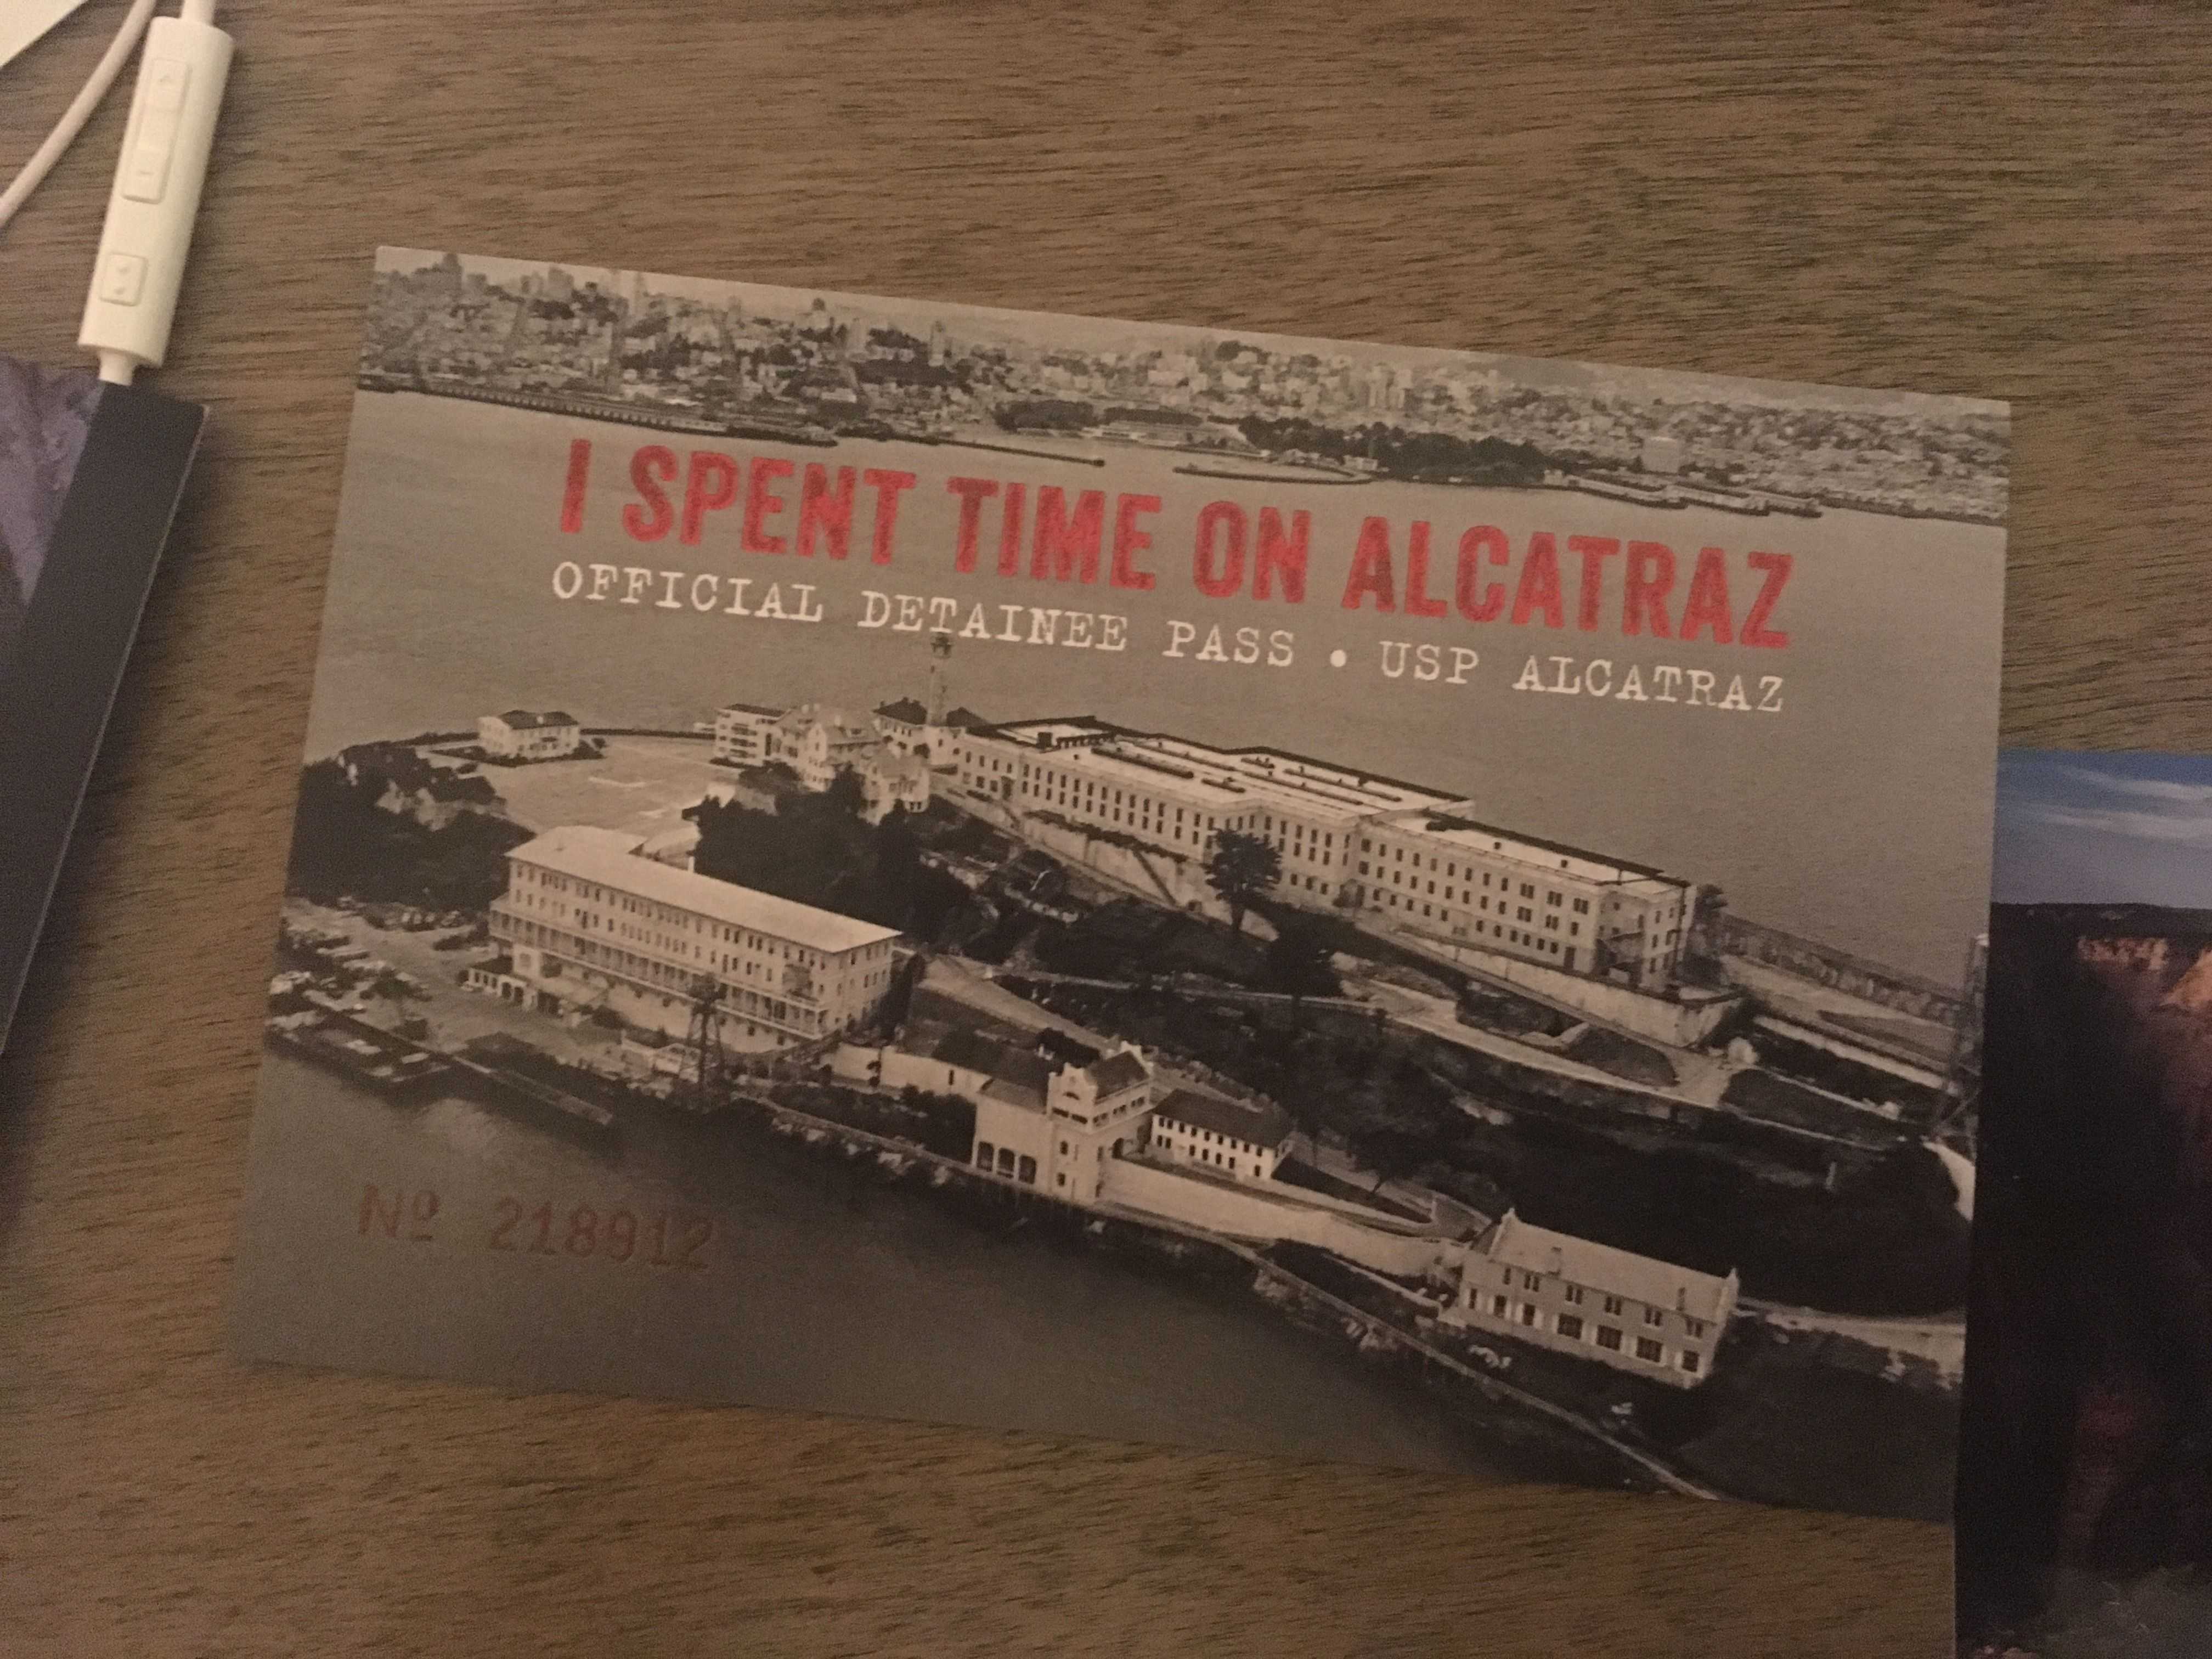 I SPENT TIME ON ALCATRAZ
OFFICIAL DETAINEE PASS • USP ALCATRAZ
Nº 218912